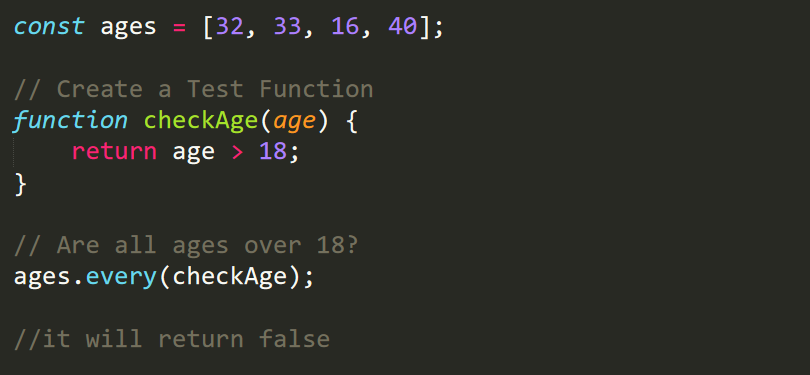 const ages = [32, 33, 16, 40];
// Create a Test Function
function checkAge(age) {
    return age > 18;
}
// Are all ages over 18?
ages.every(checkAge);
//it will return false